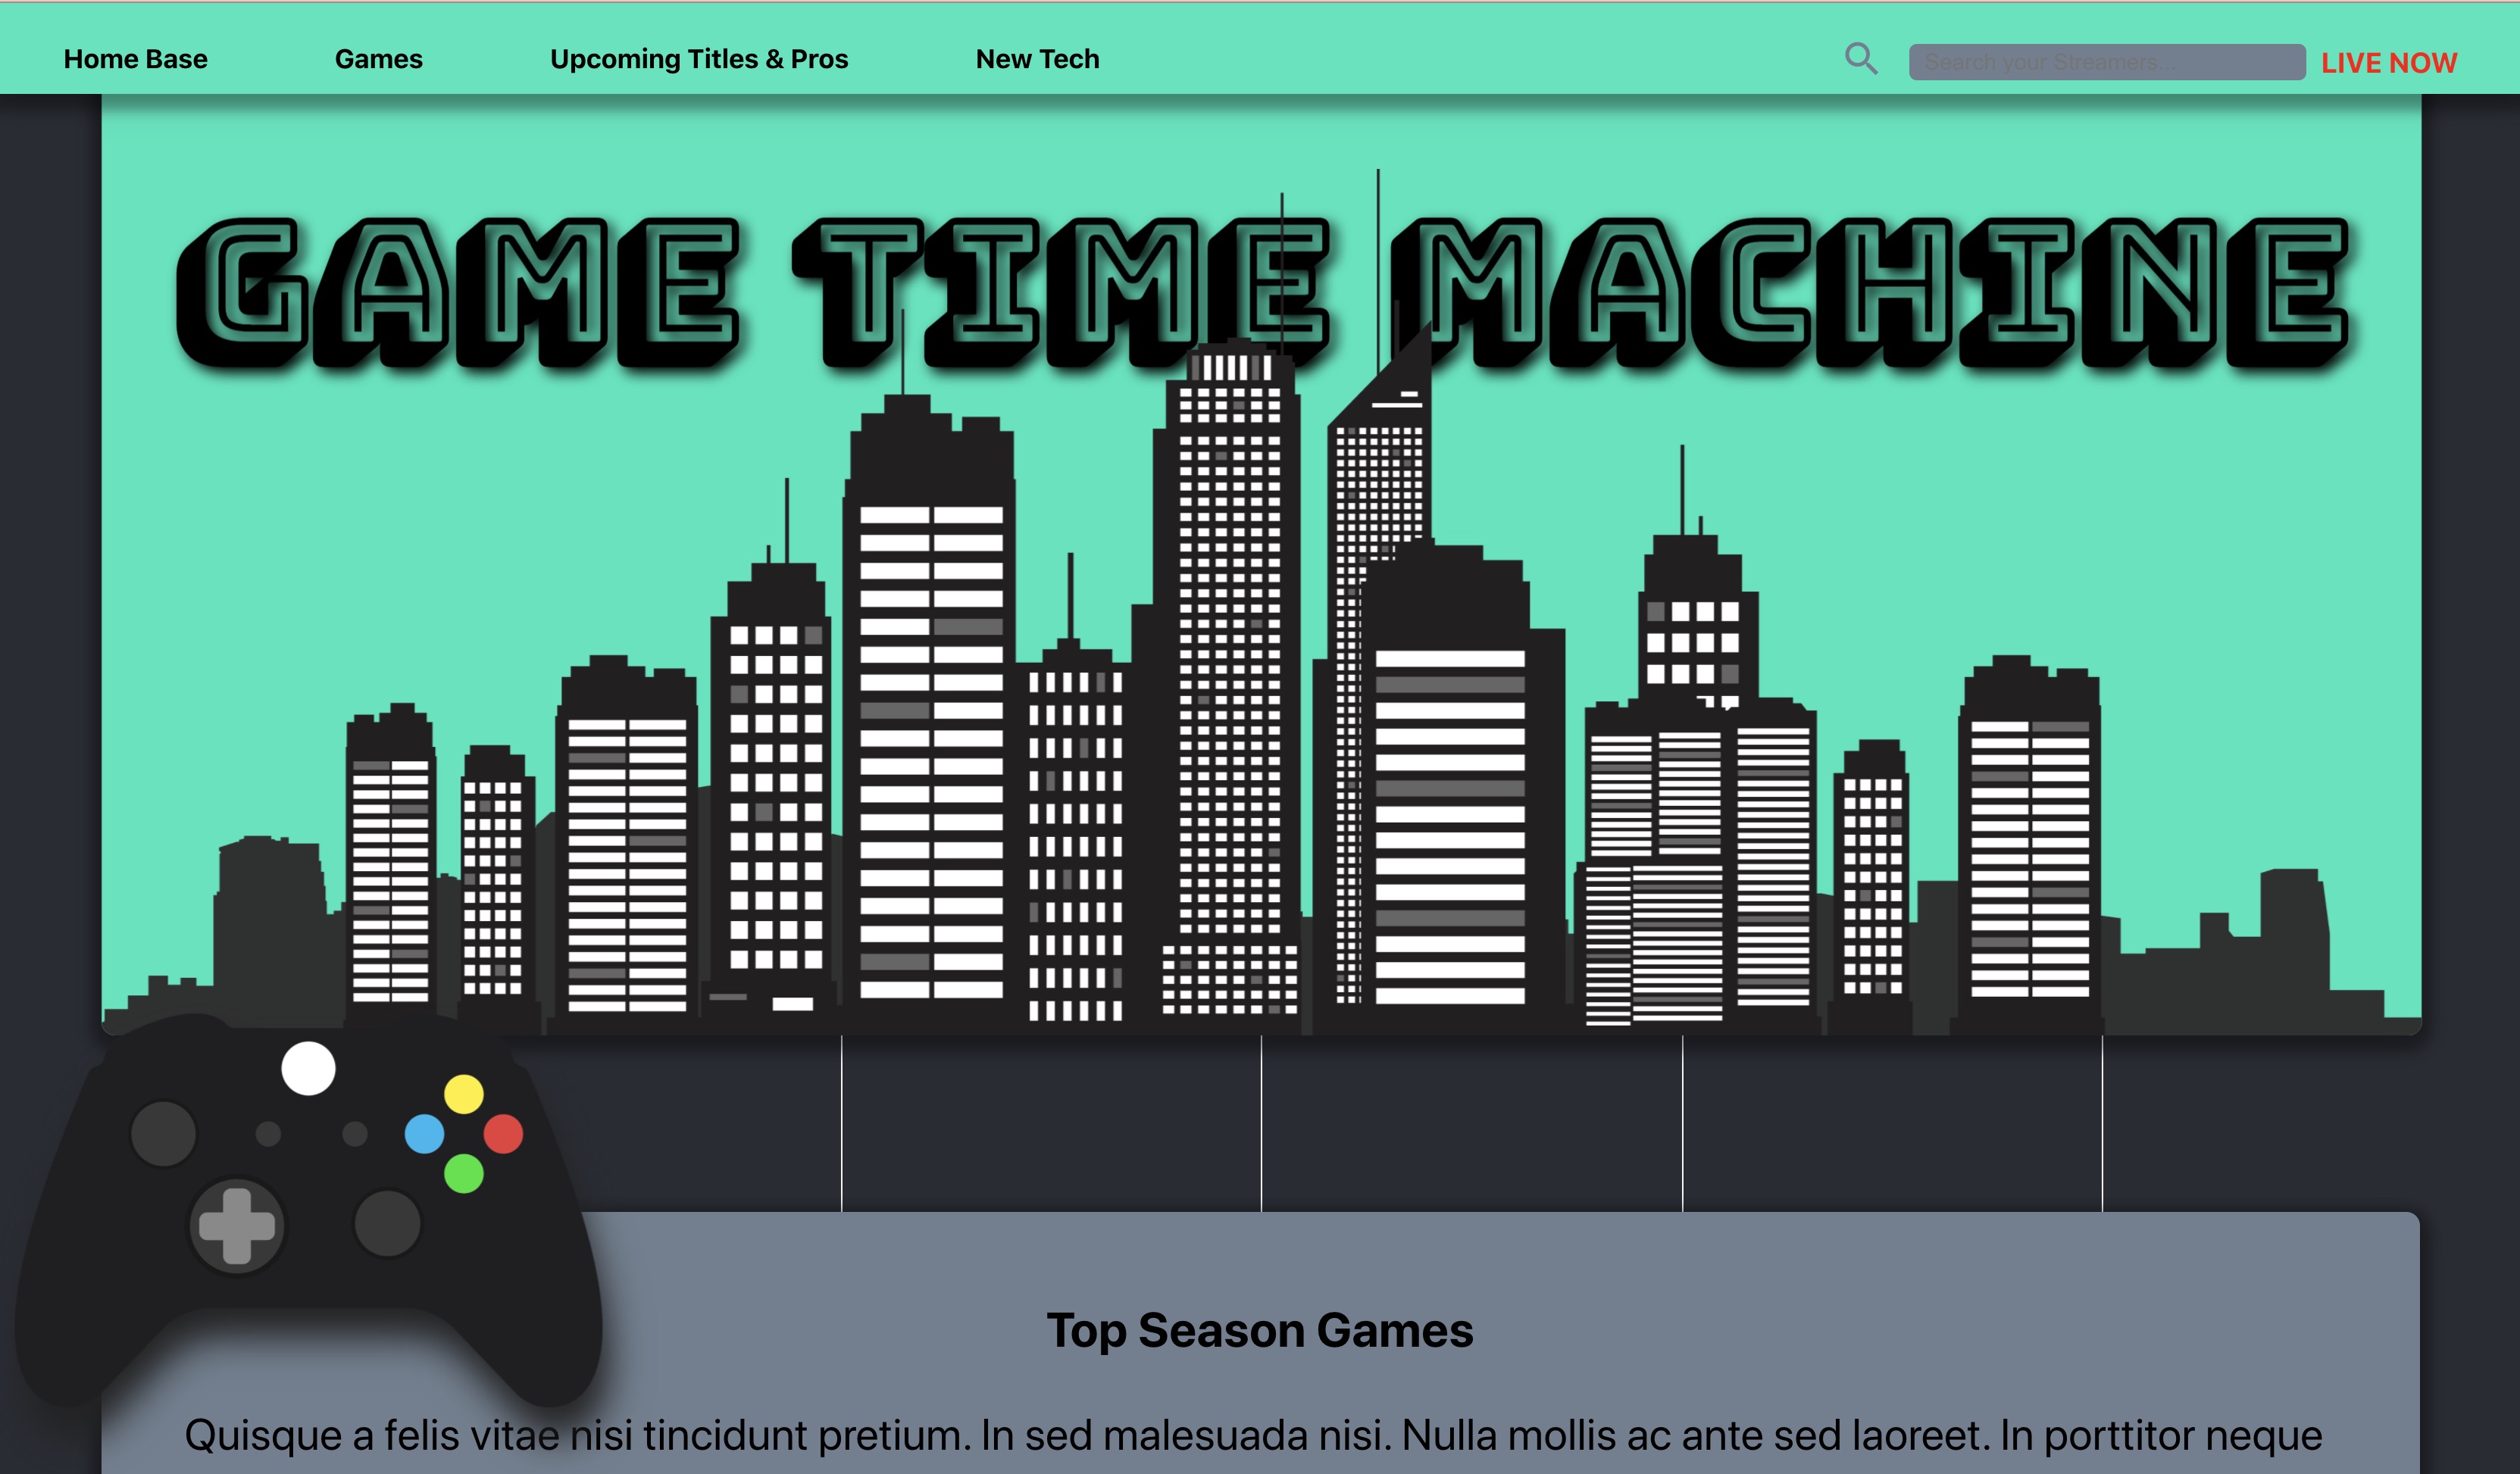 Home Base Games Upcoming Titles & Pros New Tech Search your Streamers... LIVE NOW
GAME TIME MACHINE
Top Season Games
Quisque a felis vitae nisi tincidunt pretium. In sed malesuada nisi. Nulla mollis ac ante sed laoreet. In porttitor neque